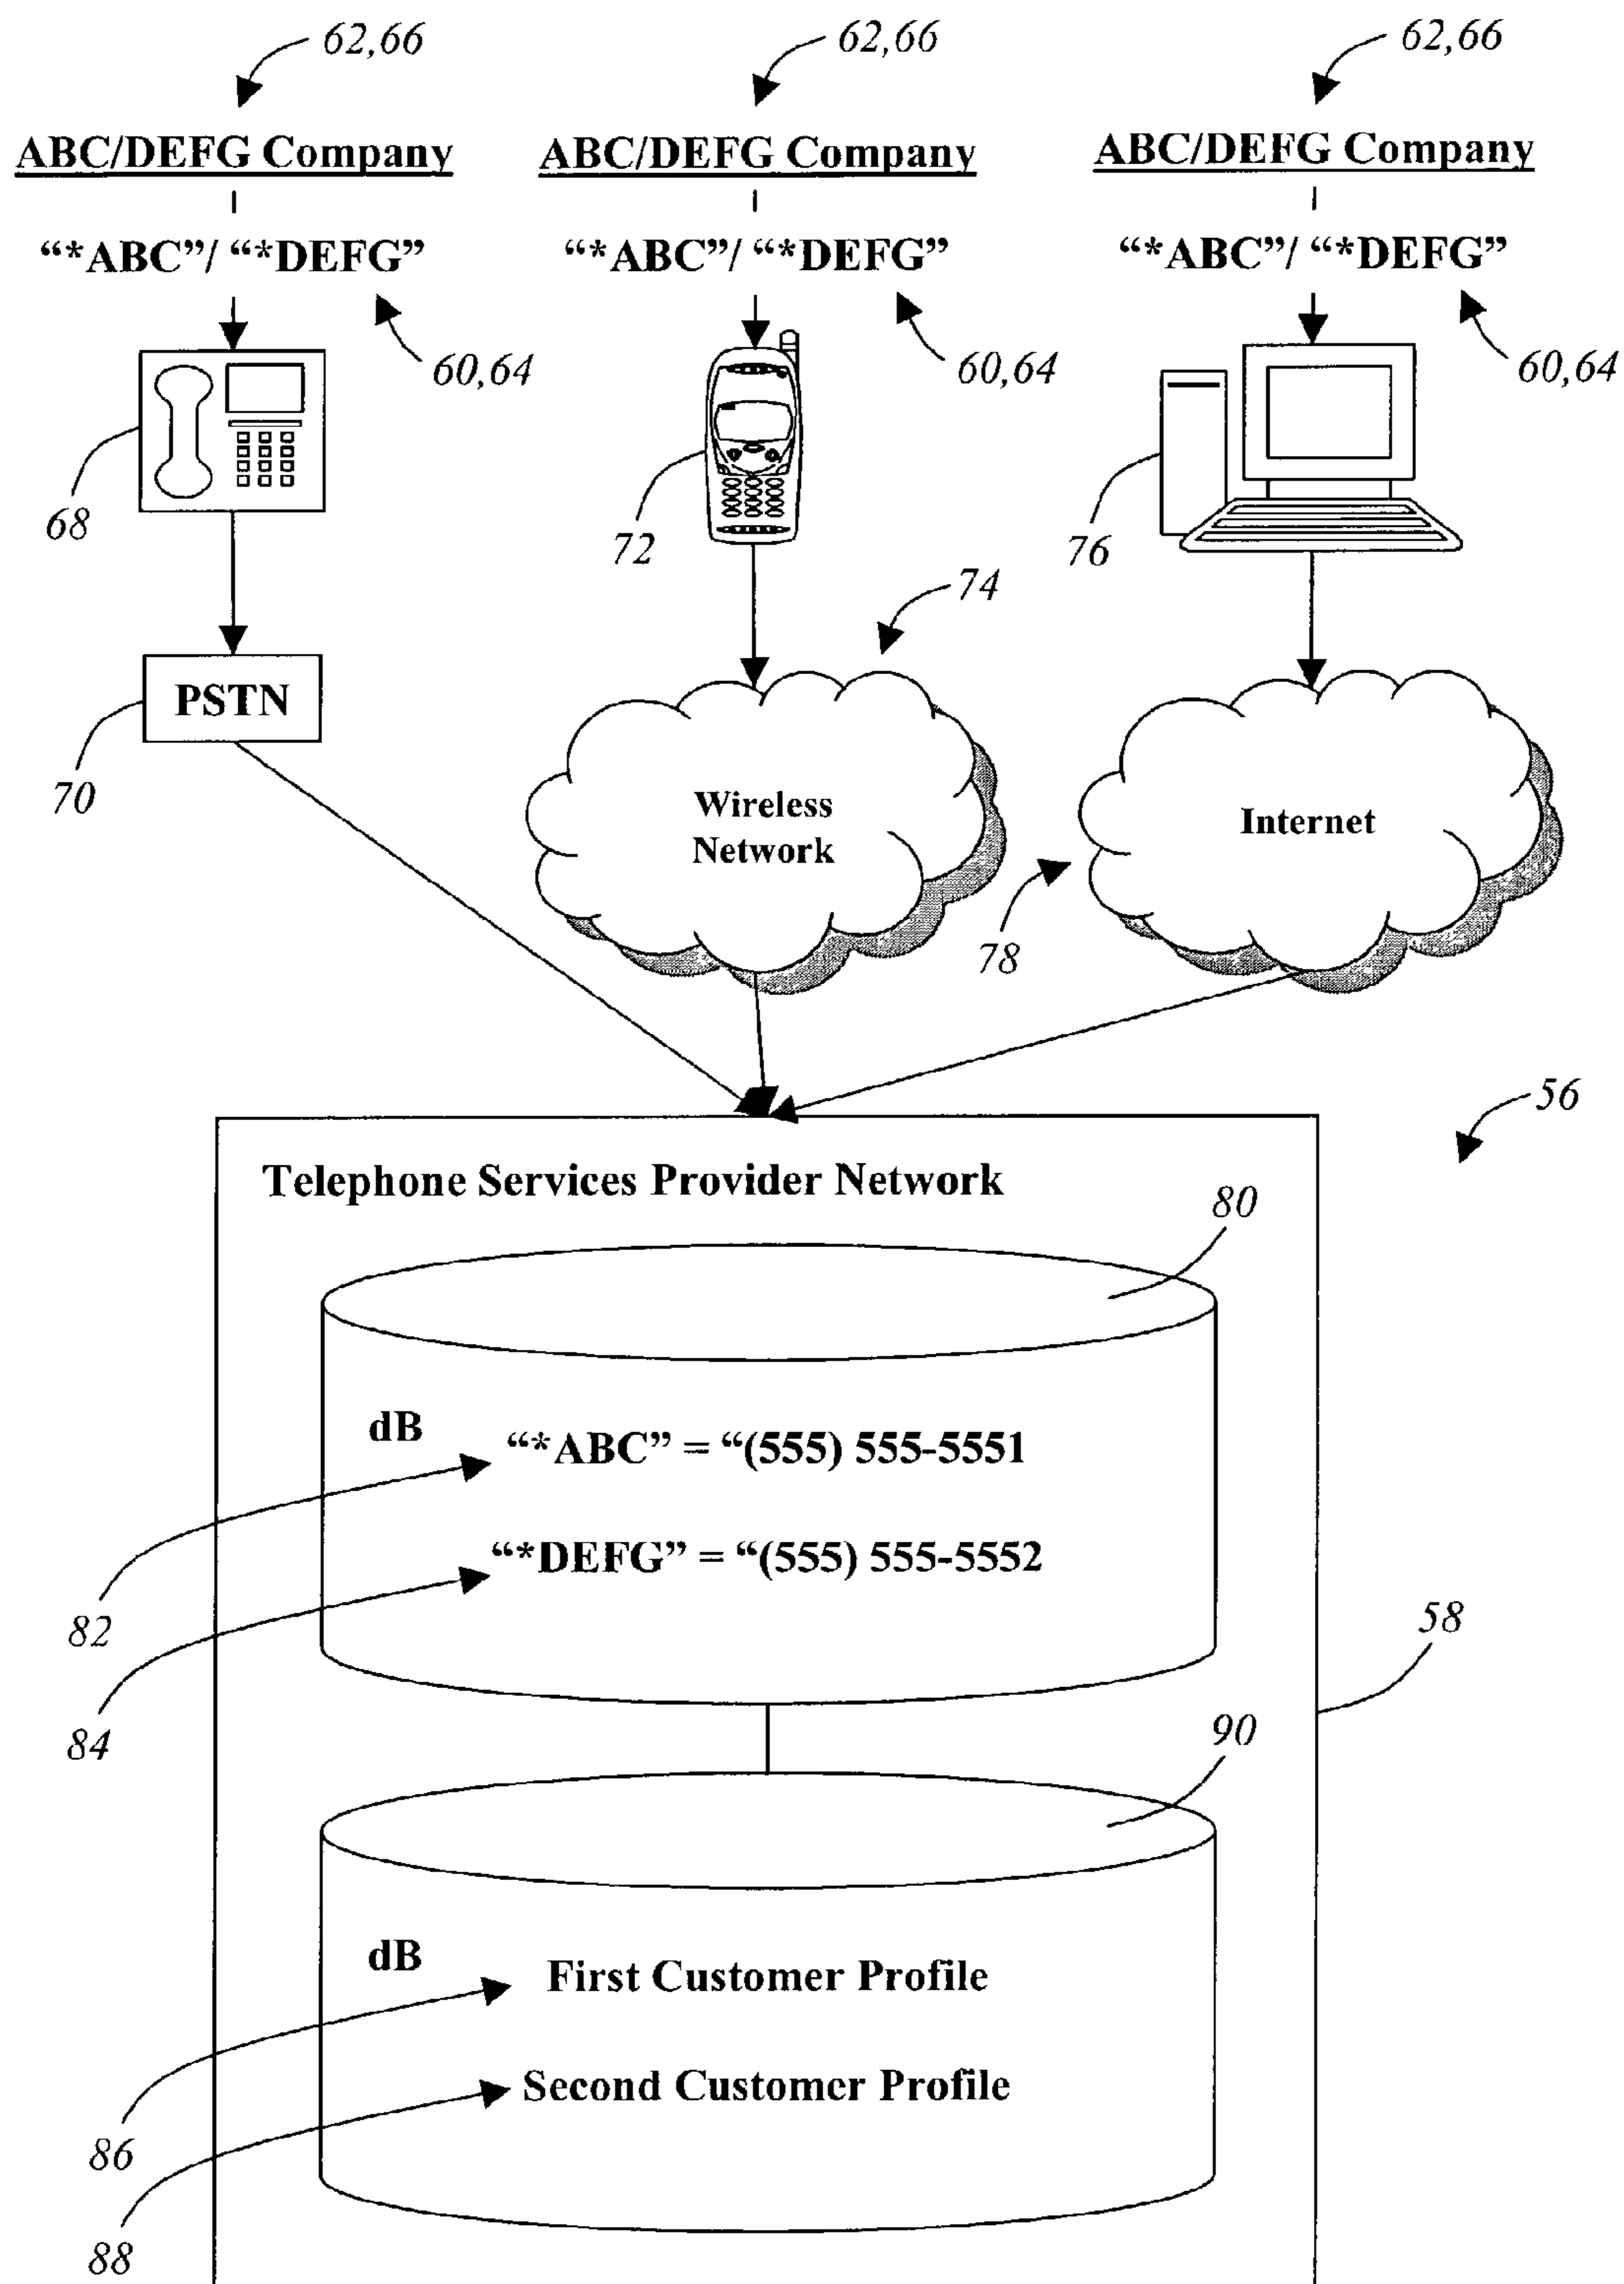 62,66 62,66 62,66
ABC/DEFG Company ABC/DEFG Company ABC/DEFG Company
“*ABC”/ “*DEFG” “*ABC”/ “*DEFG” “*ABC”/ “*DEFG”
60,64 60,64 60,64
68 72 76
74
PSTN
70
Wireless
Network
Internet
78
56
Telephone Services Provider Network
80
dB
“*ABC” = “(555) 555-5551
“*DEFG” = “(555) 555-5552
82
58
84
90
dB
First Customer Profile
Second Customer Profile
86
88